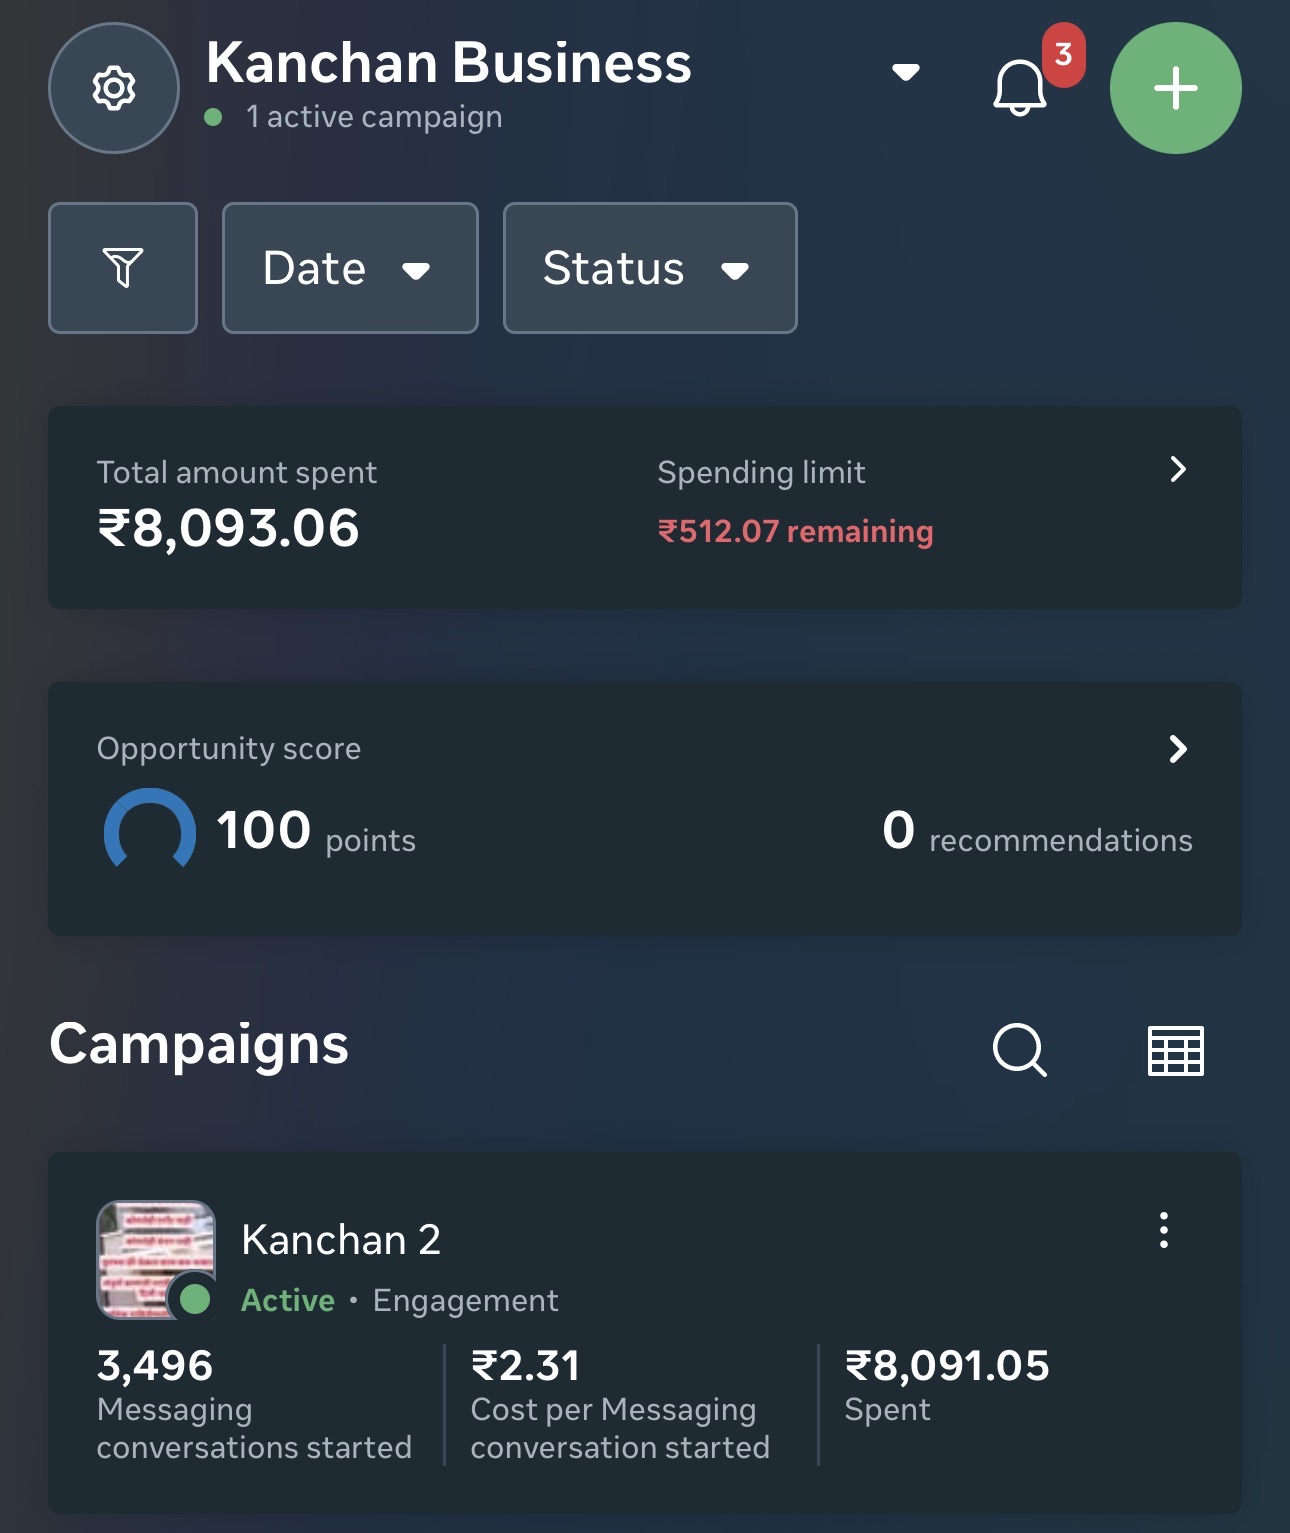 Kanchan Business
1 active campaign
3
Date
Status
Total amount spent
₹8,093.06
Spending limit
₹512.07 remaining
Opportunity score
100 points
0 recommendations
Campaigns
Kanchan 2
Active • Engagement
3,496
Messaging
conversations started
₹2.31
Cost per Messaging
conversation started
₹8,091.05
Spent